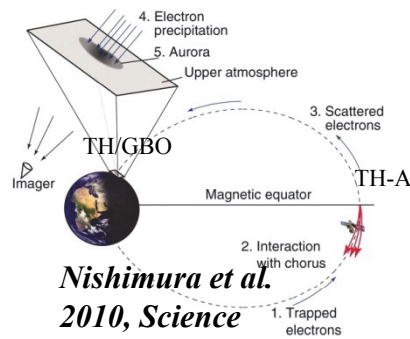 4. Electron
precipitation
5. Aurora
Upper atmosphere
3. Scattered
electrons
TH/GBO
TH-A
Imager
Magnetic equator
2. Interaction
with chorus
Nishimura et al.
2010, Science
1. Trapped
electrons